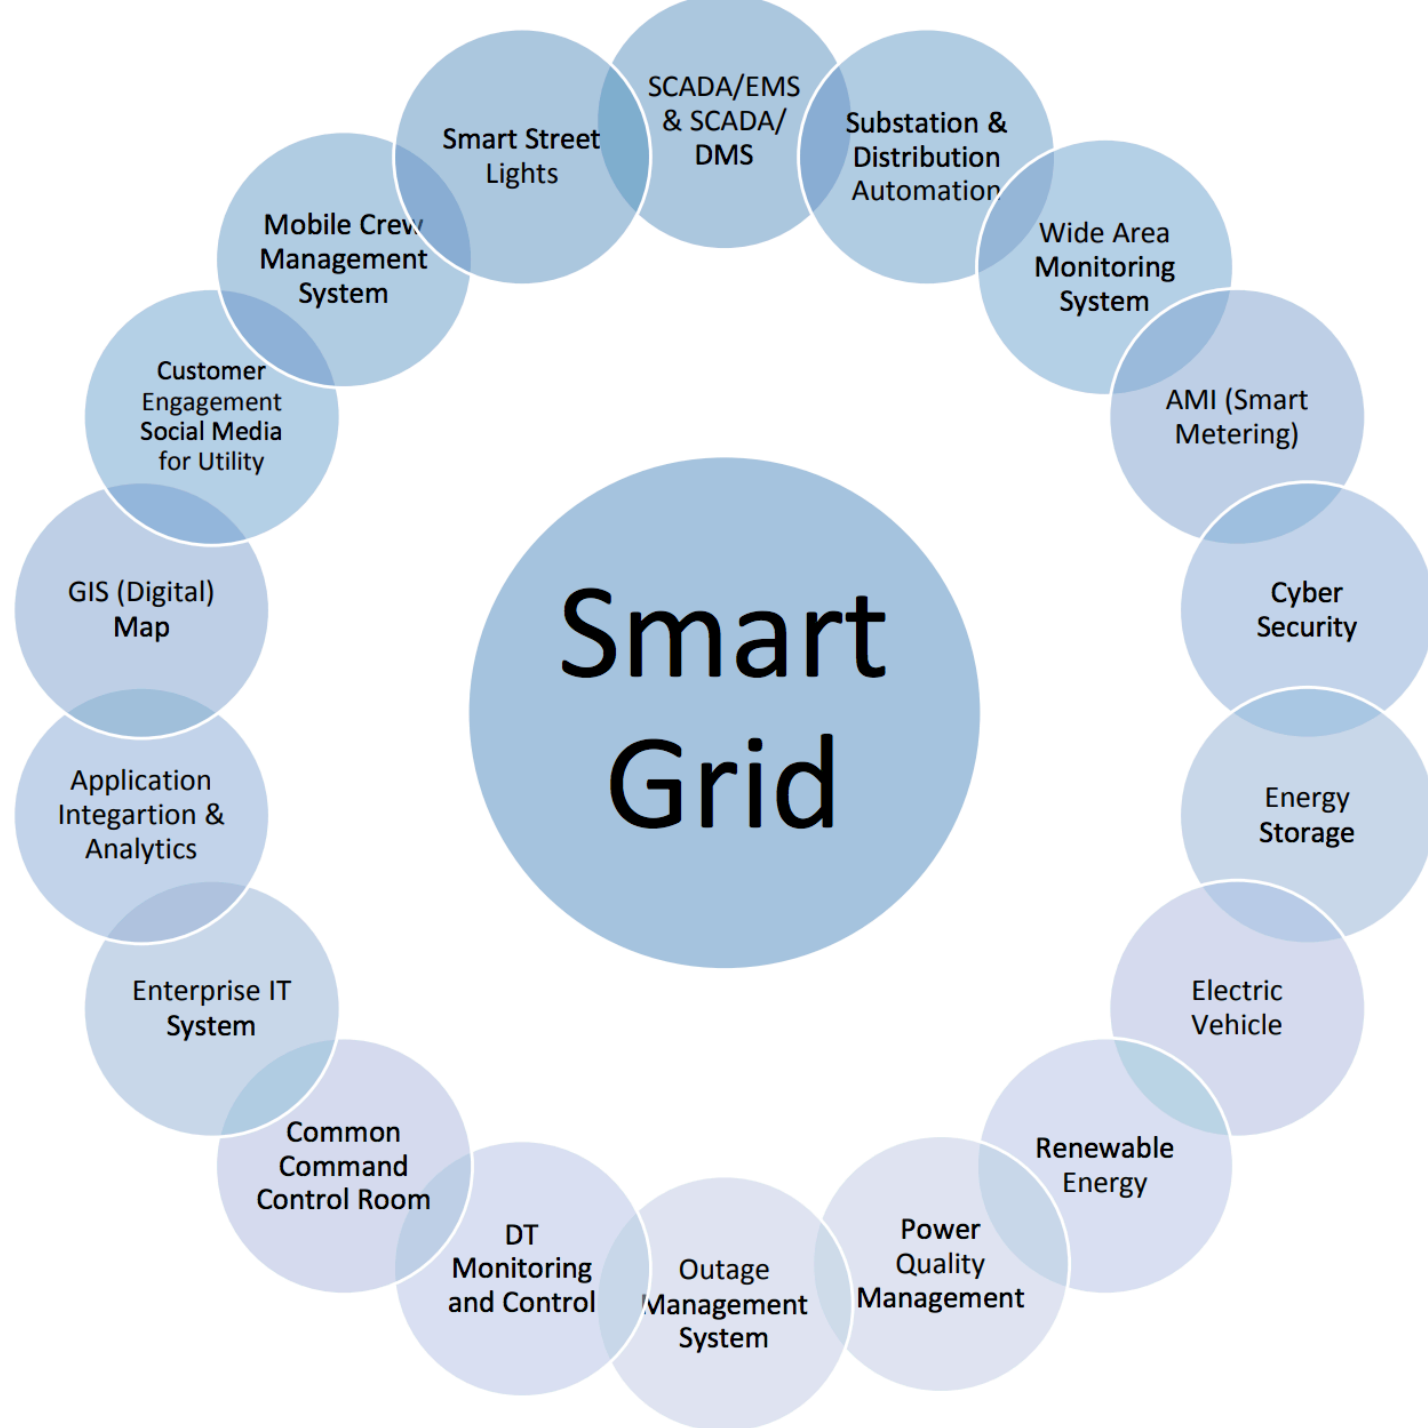 SCADA/EMS
& SCADA/
DMS
Substation &
Distribution
Automation
Wide Area
Monitoring
System
AMI (Smart
Metering)
Cyber
Security
Energy
Storage
Electric
Vehicle
Renewable
Energy
Power
Quality
Management
Outage
Management
System
DT
Monitoring
and Control
Common
Command
Control Room
Enterprise IT
System
Application
Integartion &
Analytics
GIS (Digital)
Map
Customer
Engagement
Social Media
for Utility
Mobile Crew
Management
System
Smart Street
Lights
Smart
Grid